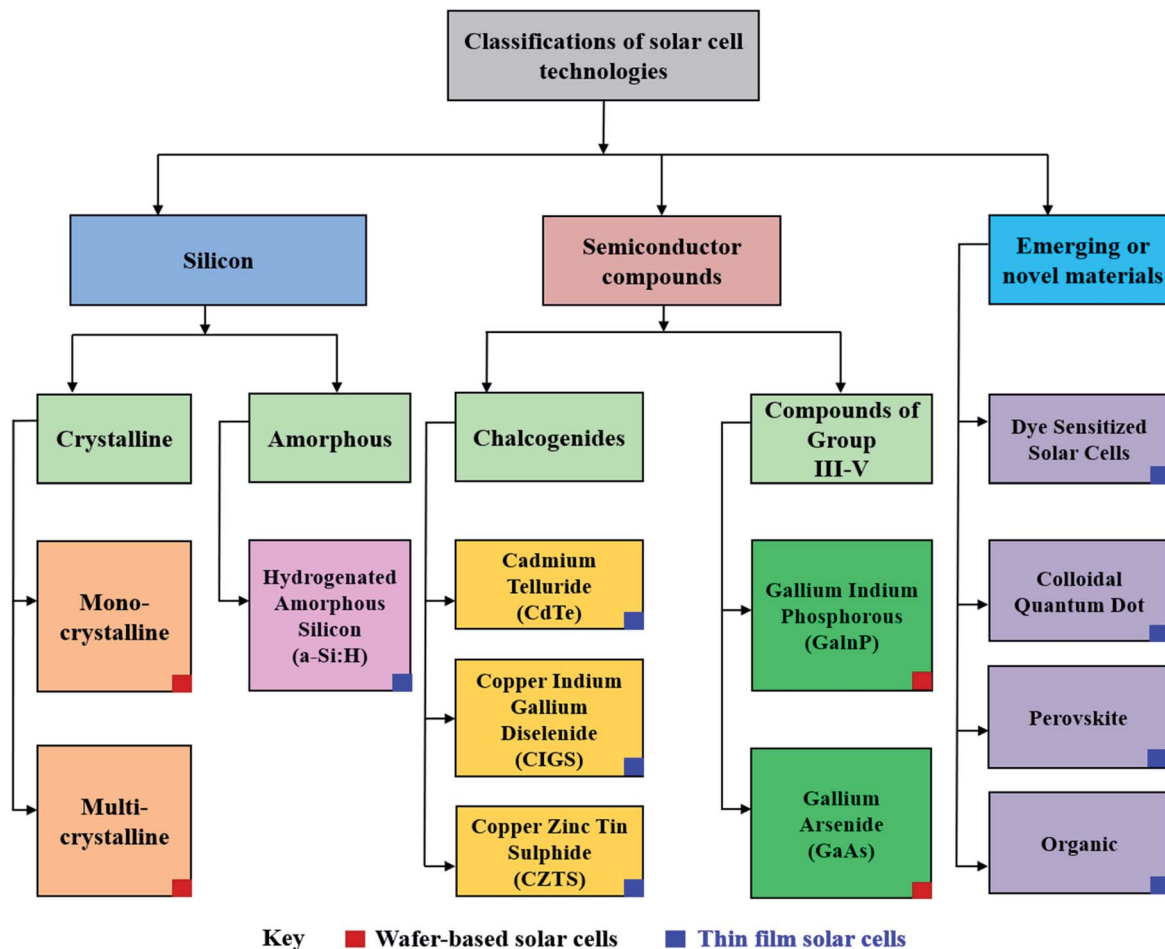 Classifications of solar cell
technologies
Silicon
Semiconductor
compounds
Emerging or
novel materials
Crystalline
Amorphous
Chalcogenides
Compounds of
Group
III-V
Dye Sensitized
Solar Cells
Mono-
crystalline
Hydrogenated
Amorphous
Silicon
(a-Si:H)
Cadmium
Telluride
(CdTe)
Gallium Indium
Phosphorous
(GalnP)
Colloidal
Quantum Dot
Copper Indium
Gallium
Diselenide
(CIGS)
Perovskite
Multi-
crystalline
Copper Zinc Tin
Sulphide
(CZTS)
Gallium
Arsenide
(GaAs)
Organic
Key Wafer-based solar cells Thin film solar cells